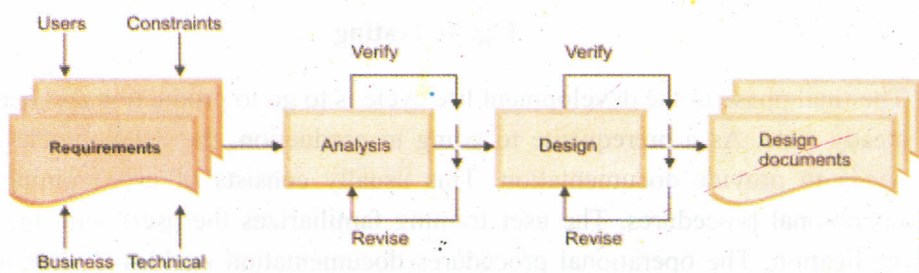 Users Constraints
Verify Verify
Requirements Analysis Design Design
documents
Revise Revise
Business Technical